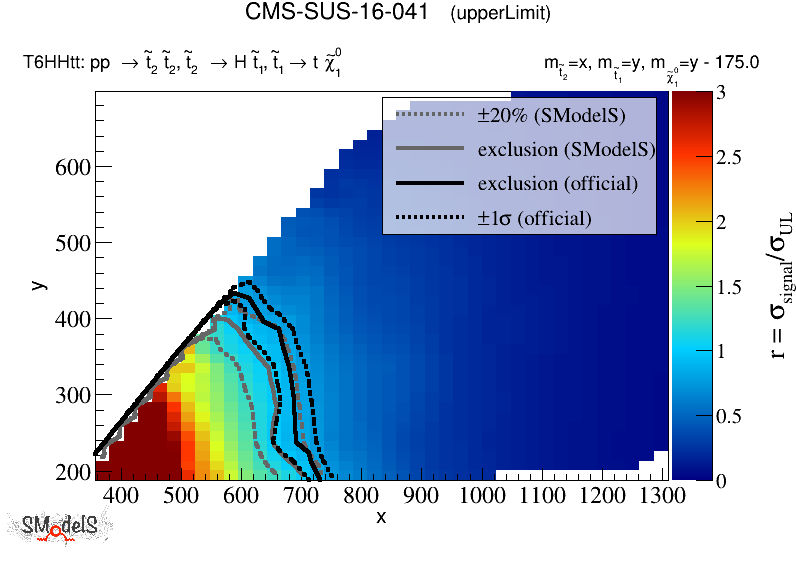 CMS-SUS-16-041 (upperLimit)
T6HHtt: pp → t̃₂ t̃₂, t̃₂ → H t̃₁, t̃₁ → t χ̃₁⁰
m_t̃₂=x, m_t̃₁=y, m_χ̃₁⁰=y - 175.0
±20% (SModelS)
exclusion (SModelS)
exclusion (official)
±1σ (official)
y
600
500
400
300
200
400 500 600 700 800 900 1000 1100 1200 1300
x
3
2.5
2
1.5
1
0.5
0
r = σsignal/σUL
SModelS